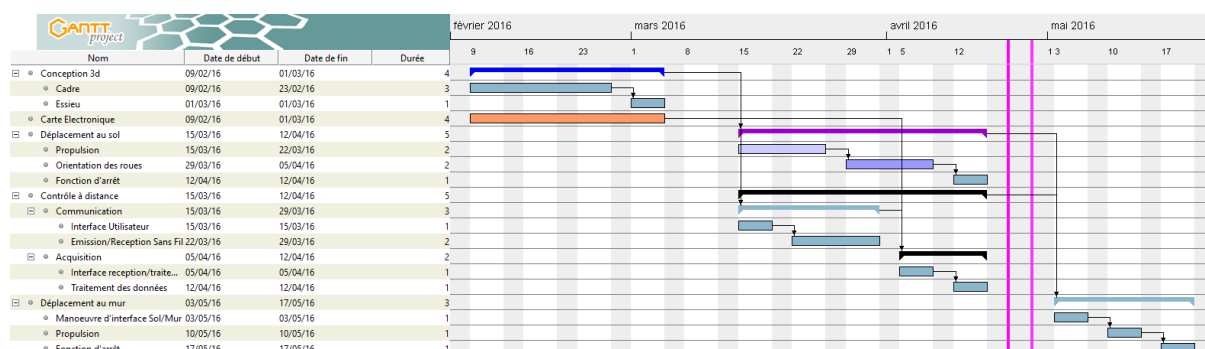 GANTT
project
février 2016 mars 2016 avril 2016 mai 2016
9 16 23 1 8 15 22 29 1 5 12 1 3 10 17
Nom Date de début Date de fin Durée
Conception 3d 09/02/16 01/03/16 4
Cadre 09/02/16 23/02/16 3
Essieu 01/03/16 01/03/16 1
Carte Electronique 09/02/16 01/03/16 4
Déplacement au sol 15/03/16 12/04/16 5
Propulsion 15/03/16 22/03/16 2
Orientation des roues 29/03/16 05/04/16 2
Fonction d'arrêt 12/04/16 12/04/16 1
Contrôle à distance 15/03/16 12/04/16 5
Communication 15/03/16 29/03/16 3
Interface Utilisateur 15/03/16 15/03/16 1
Emission/Reception Sans Fil 22/03/16 29/03/16 2
Acquisition 05/04/16 12/04/16 2
Interface reception/traite... 05/04/16 05/04/16 1
Traitement des données 12/04/16 12/04/16 1
Déplacement au mur 03/05/16 17/05/16 3
Manoeuvre d'interface Sol/Mur 03/05/16 03/05/16 1
Propulsion 10/05/16 10/05/16 1
Fonction d'arrêt 17/05/16 17/05/16 1